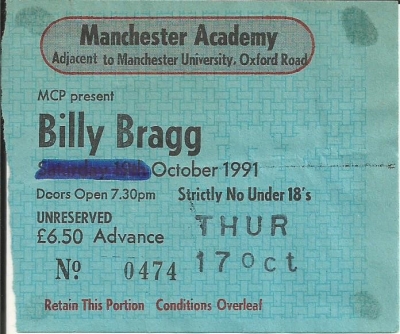 Manchester Academy
Adjacent to Manchester University, Oxford Road
MCP present
Billy Bragg
October 1991
Doors Open 7.30pm Strictly No Under 18's
UNRESERVED
£6.50 Advance
THUR
17 Oct
Nº 0474
Retain This Portion Conditions Overleaf